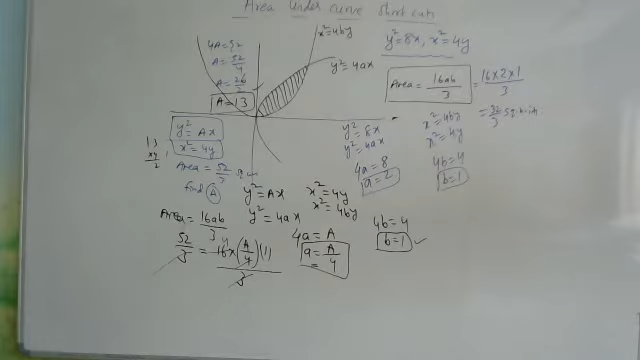 Area Under curve Short cuts
x²=4by
y²=8x, x²=4y
4A=52
A=52/4
A=26/2
A=13
y²=4ax
Area = 16ab/3 = 16×2×1/3
= 32/3 sq units
y²=Ax
x²=4y
Area = 52/3 sq un
find A
y²=8x
y²=4ax
4a=8
a=2
x²=4by
x²=4y
4b=4
b=1
y²=Ax
x²=4y
y²=4ax
x²=4by
Area = 16ab/3
4a=A
a=A/4
4b=4
b=1
52/3 = 16×(A/4)(1)/3